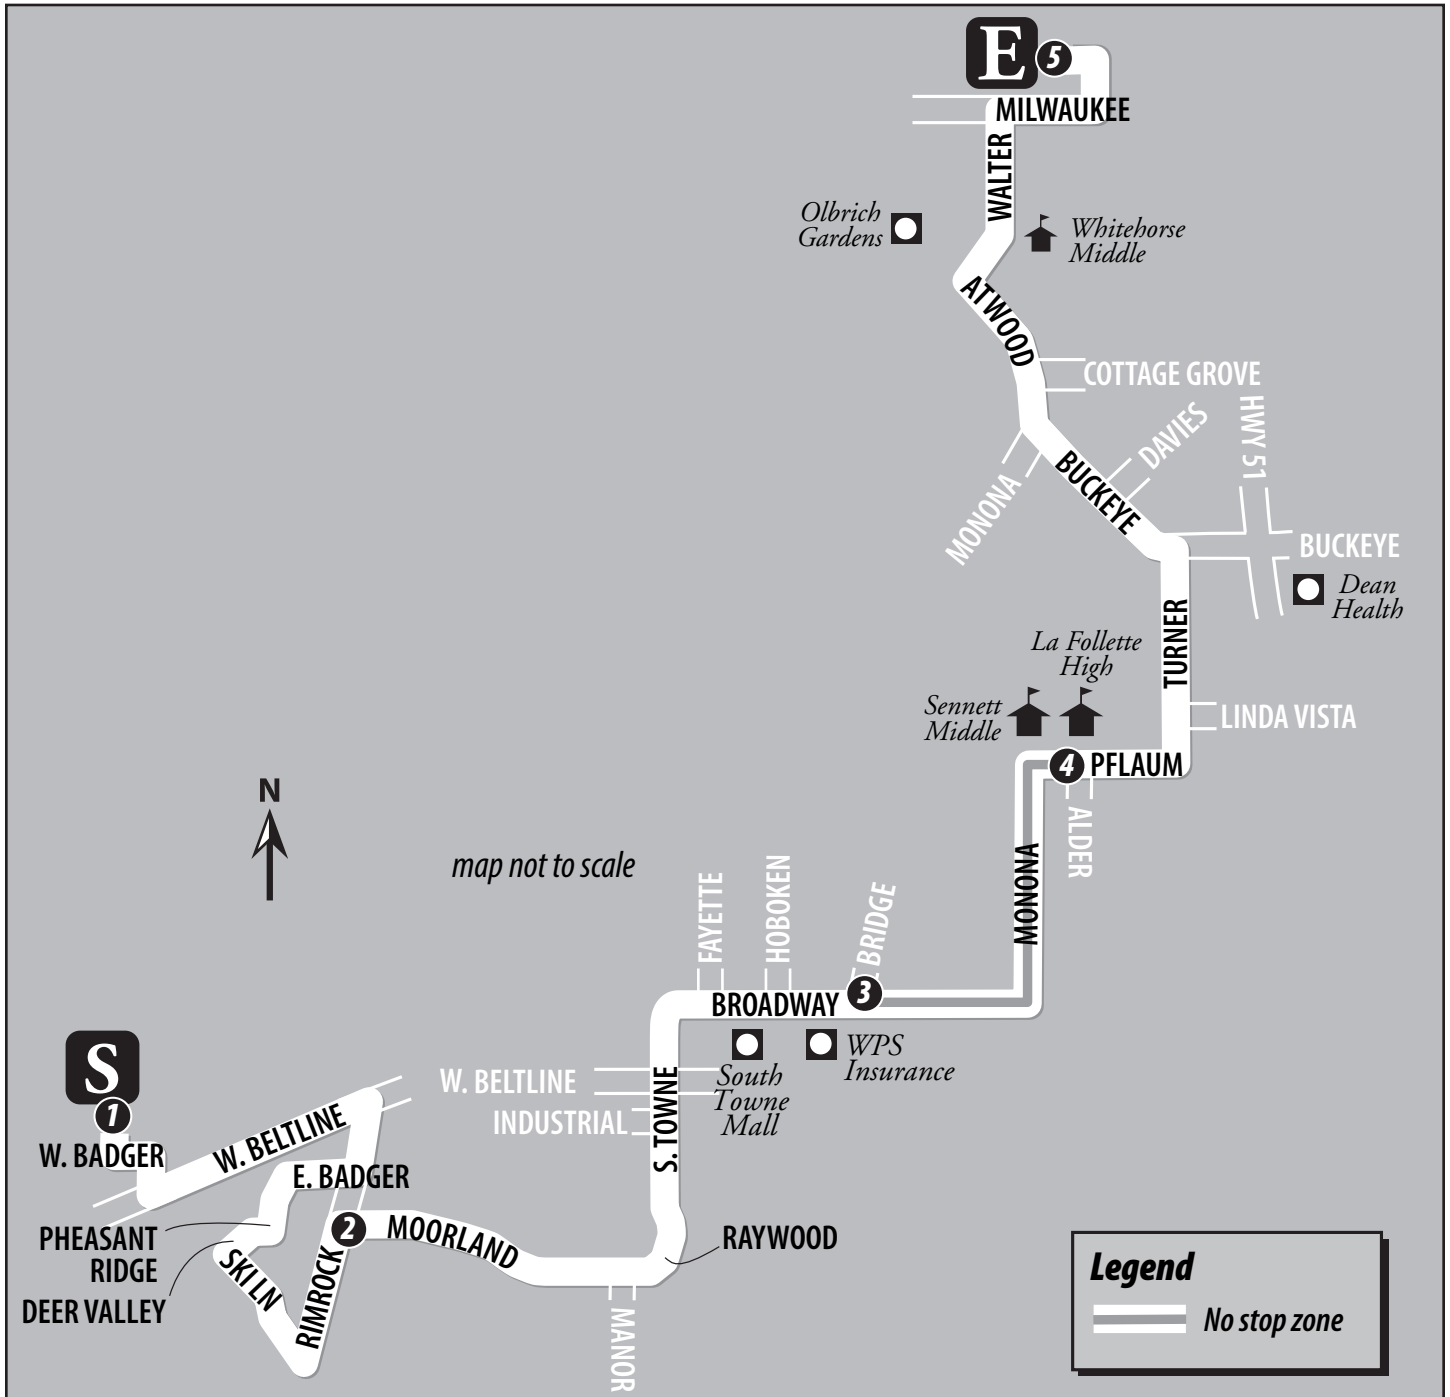 E
5
MILWAUKEE
WALTER
Olbrich
Gardens
Whitehorse
Middle
ATWOOD
COTTAGE GROVE
HWY 51
DAVIES
BUCKEYE
MONONA
BUCKEYE
Dean
Health
TURNER
La Follette
High
Sennett
Middle
LINDA VISTA
4
PFLAUM
ALDER
N
map not to scale
MONONA
FAYETTE
HOBOKEN
BRIDGE
BROADWAY
3
S
1
W. BADGER
W. BELTLINE
W. BELTLINE
INDUSTRIAL
S. TOWNE
South
Towne
Mall
WPS
Insurance
E. BADGER
PHEASANT
RIDGE
DEER VALLEY
SKI LN
RIMROCK
2
MOORLAND
RAYWOOD
MANOR
Legend
No stop zone